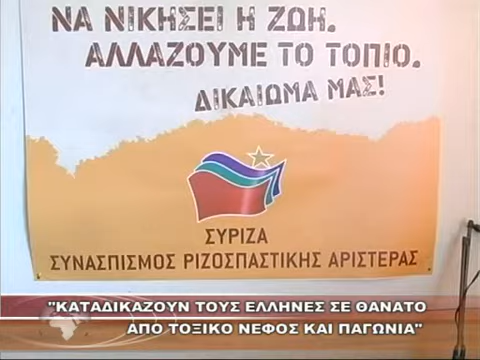 ΝΑ ΝΙΚΗΣΕΙ Η ΖΩΗ.
ΑΛΛΑΖΟΥΜΕ ΤΟ ΤΟΠΙΟ.
ΔΙΚΑΙΩΜΑ ΜΑΣ!
ΣΥΡΙΖΑ
ΣΥΝΑΣΠΙΣΜΟΣ ΡΙΖΟΣΠΑΣΤΙΚΗΣ ΑΡΙΣΤΕΡΑΣ
"ΚΑΤΑΔΙΚΑΖΟΥΝ ΤΟΥΣ ΕΛΛΗΝΕΣ ΣΕ ΘΑΝΑΤΟ
ΑΠΟ ΤΟΞΙΚΟ ΝΕΦΟΣ ΚΑΙ ΠΑΓΩΝΙΑ"